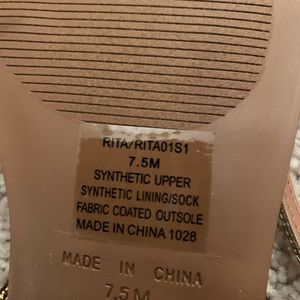 RITA/RITA01S1
7.5M
SYNTHETIC UPPER
SYNTHETIC LINING/SOCK
FABRIC COATED OUTSOLE
MADE IN CHINA 1028
MADE IN CHINA
7.5M